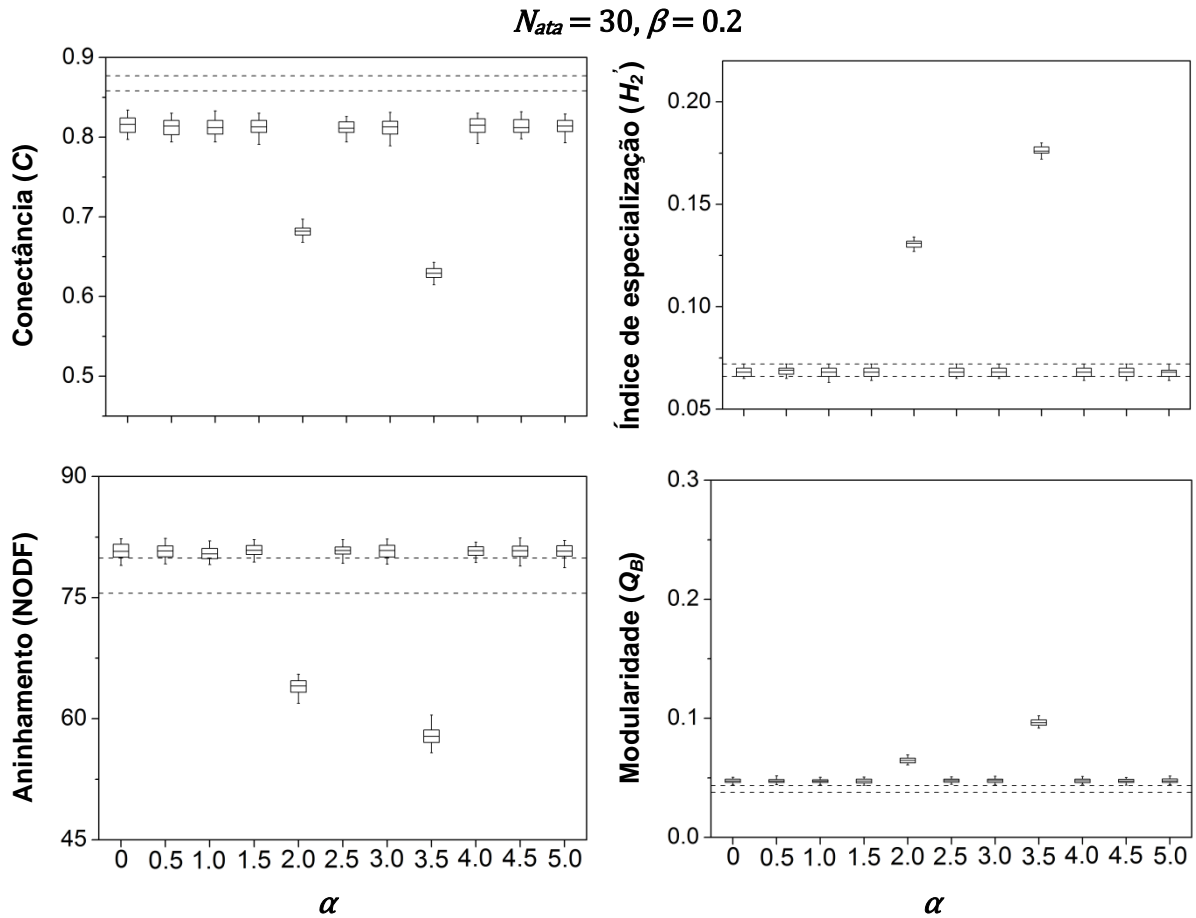 N_ata = 30, β = 0.2
Conectância (C)
0.9
0.8
0.7
0.6
0.5
Índice de especialização (H₂')
0.20
0.15
0.10
0.05
Aninhamento (NODF)
90
75
60
45
0 0.5 1.0 1.5 2.0 2.5 3.0 3.5 4.0 4.5 5.0
α
Modularidade (Q_B)
0.3
0.2
0.1
0.0
0 0.5 1.0 1.5 2.0 2.5 3.0 3.5 4.0 4.5 5.0
α